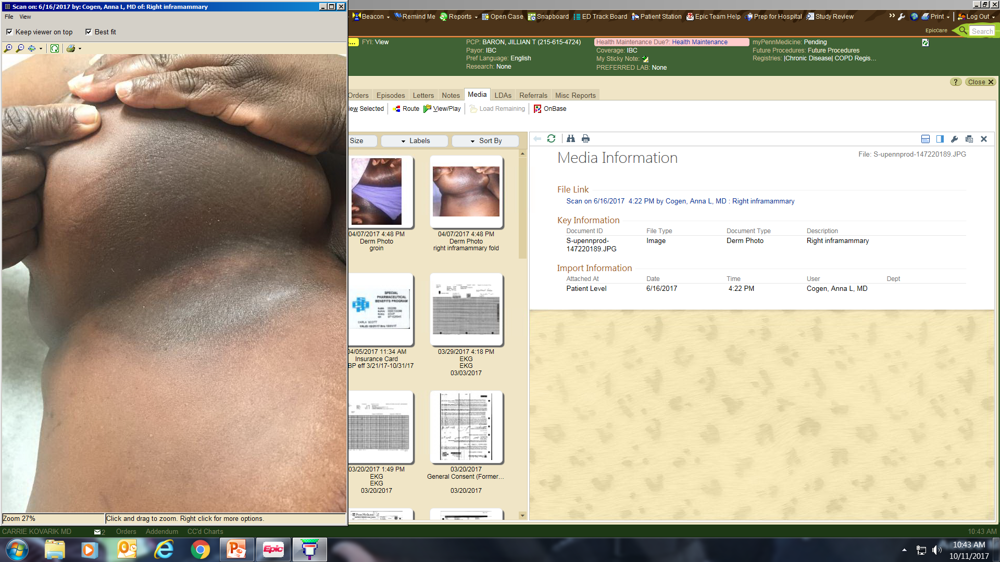 Scan on: 6/16/2017 by: Cogen, Anna L, MD of: Right inframammary
File View
Keep viewer on top Best fit
Beacon Remind Me Reports Open Case Snapboard ED Track Board Patient Station Epic Team Help Prep for Hospital Study Review Print Log Out
EpicCare Search
... FYI: View
PCP: BARON, JILLIAN T (215-615-4724)
Payor: IBC
Pref Language: English
Research: None
Health Maintenance Due?: Health Maintenance
Coverage: IBC
My Sticky Note:
PREFERRED LAB: None
myPennMedicine: Pending
Future Procedures: Future Procedures
Registries: |Chronic Disease| COPD Regis...
? Close
Orders Episodes Letters Notes Media LDAs Referrals Misc Reports
iew Selected Route View/Play Load Remaining OnBase
Size Labels Sort By
04/07/2017 4:48 PM
Derm Photo
groin
04/07/2017 4:48 PM
Derm Photo
right inframammary fold
SPECIAL
PHARMACEUTICAL
BENEFITS PROGRAM
CARLA SCOTT
04/05/2017 11:34 AM
Insurance Card
BP eff 3/21/17-10/31/17
03/29/2017 4:18 PM
EKG
EKG
03/03/2017
03/20/2017 1:49 PM
EKG
EKG
03/20/2017
03/20/2017
General Consent (Former...
03/20/2017
Penn Medicine
Media Information
File: S-upennprod-147220189.JPG
File Link
Scan on 6/16/2017 4:22 PM by Cogen, Anna L, MD : Right inframammary
Key Information
Document ID File Type Document Type Description
S-upennprod- Image Derm Photo Right inframammary
147220189.JPG
Import Information
Attached At Date Time User Dept
Patient Level 6/16/2017 4:22 PM Cogen, Anna L, MD
Zoom 27% Click and drag to zoom. Right click for more options.
CARRIE KOVARIK MD 2 Orders Addendum CC'd Charts 10:43 AM
Epic
10:43 AM
10/11/2017